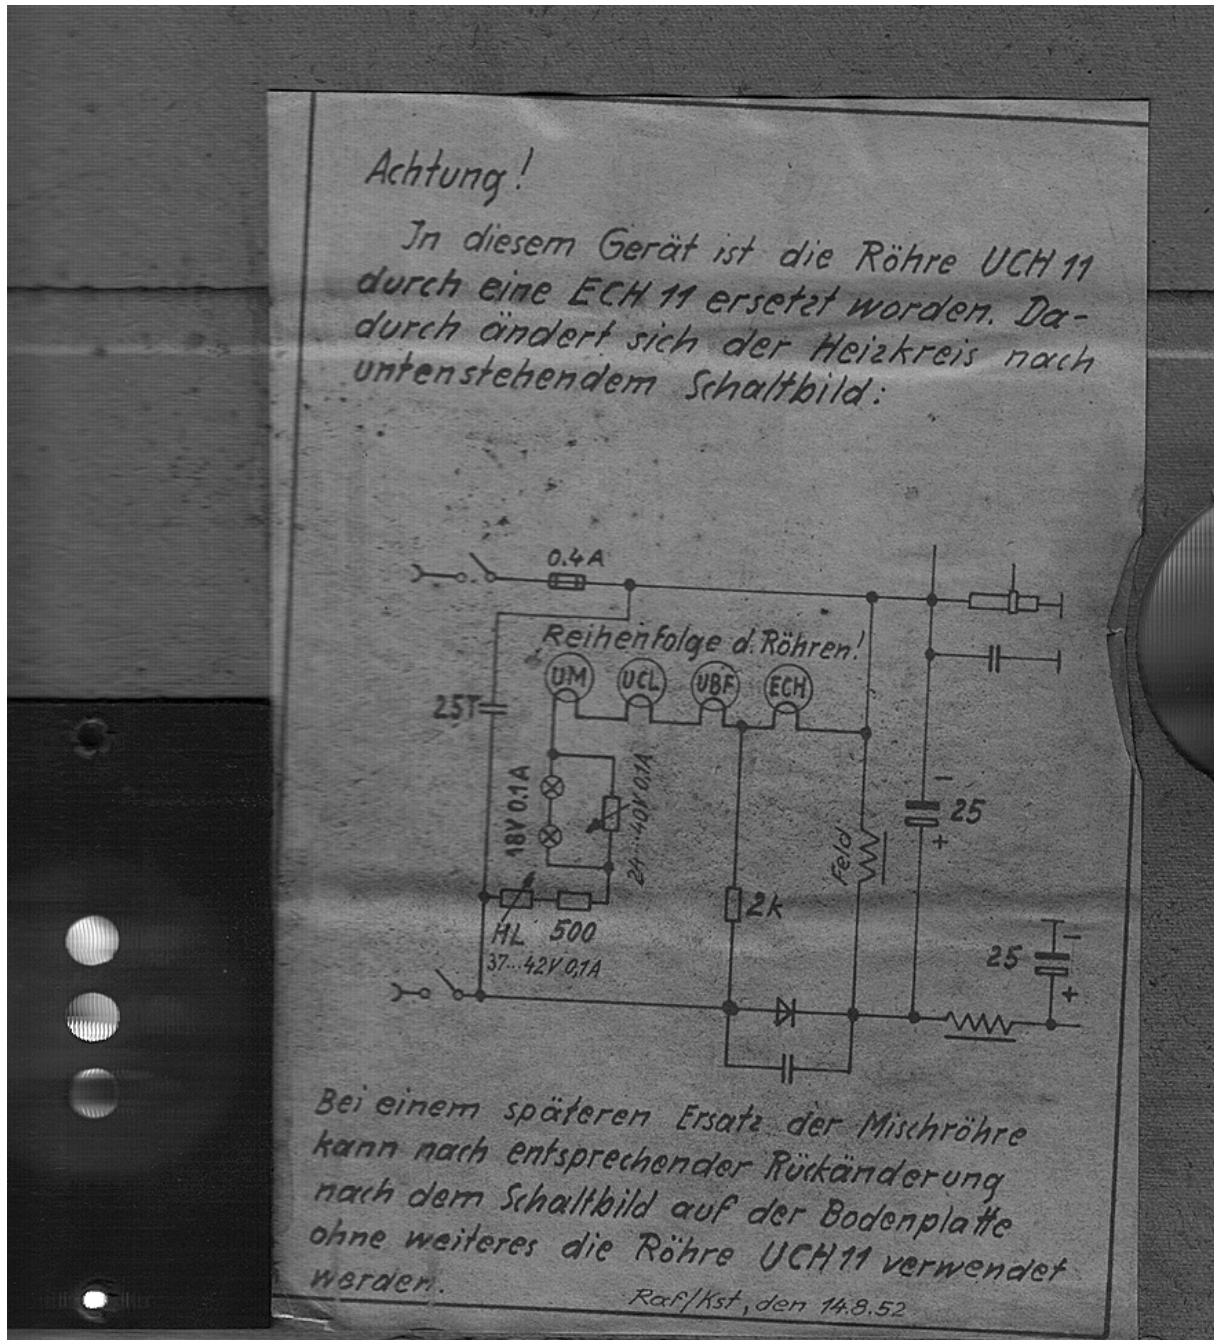 Achtung!
In diesem Gerät ist die Röhre UCH 11
durch eine ECH 11 ersetzt worden. Da-
durch ändert sich der Heizkreis nach
untenstehendem Schaltbild:
0.4A
Reihenfolge d. Röhren!
UM UCL UBF ECH
25T
18V 0.1A
24...40V 0.1A
Feld
- 25 +
2k
HL 500
37...42V 0,1A
25 - +
Bei einem späteren Ersatz der Mischröhre
kann nach entsprechender Rückänderung
nach dem Schaltbild auf der Bodenplatte
ohne weiteres die Röhre UCH 11 verwendet
werden.
Raf/Kst, den 14.8.52